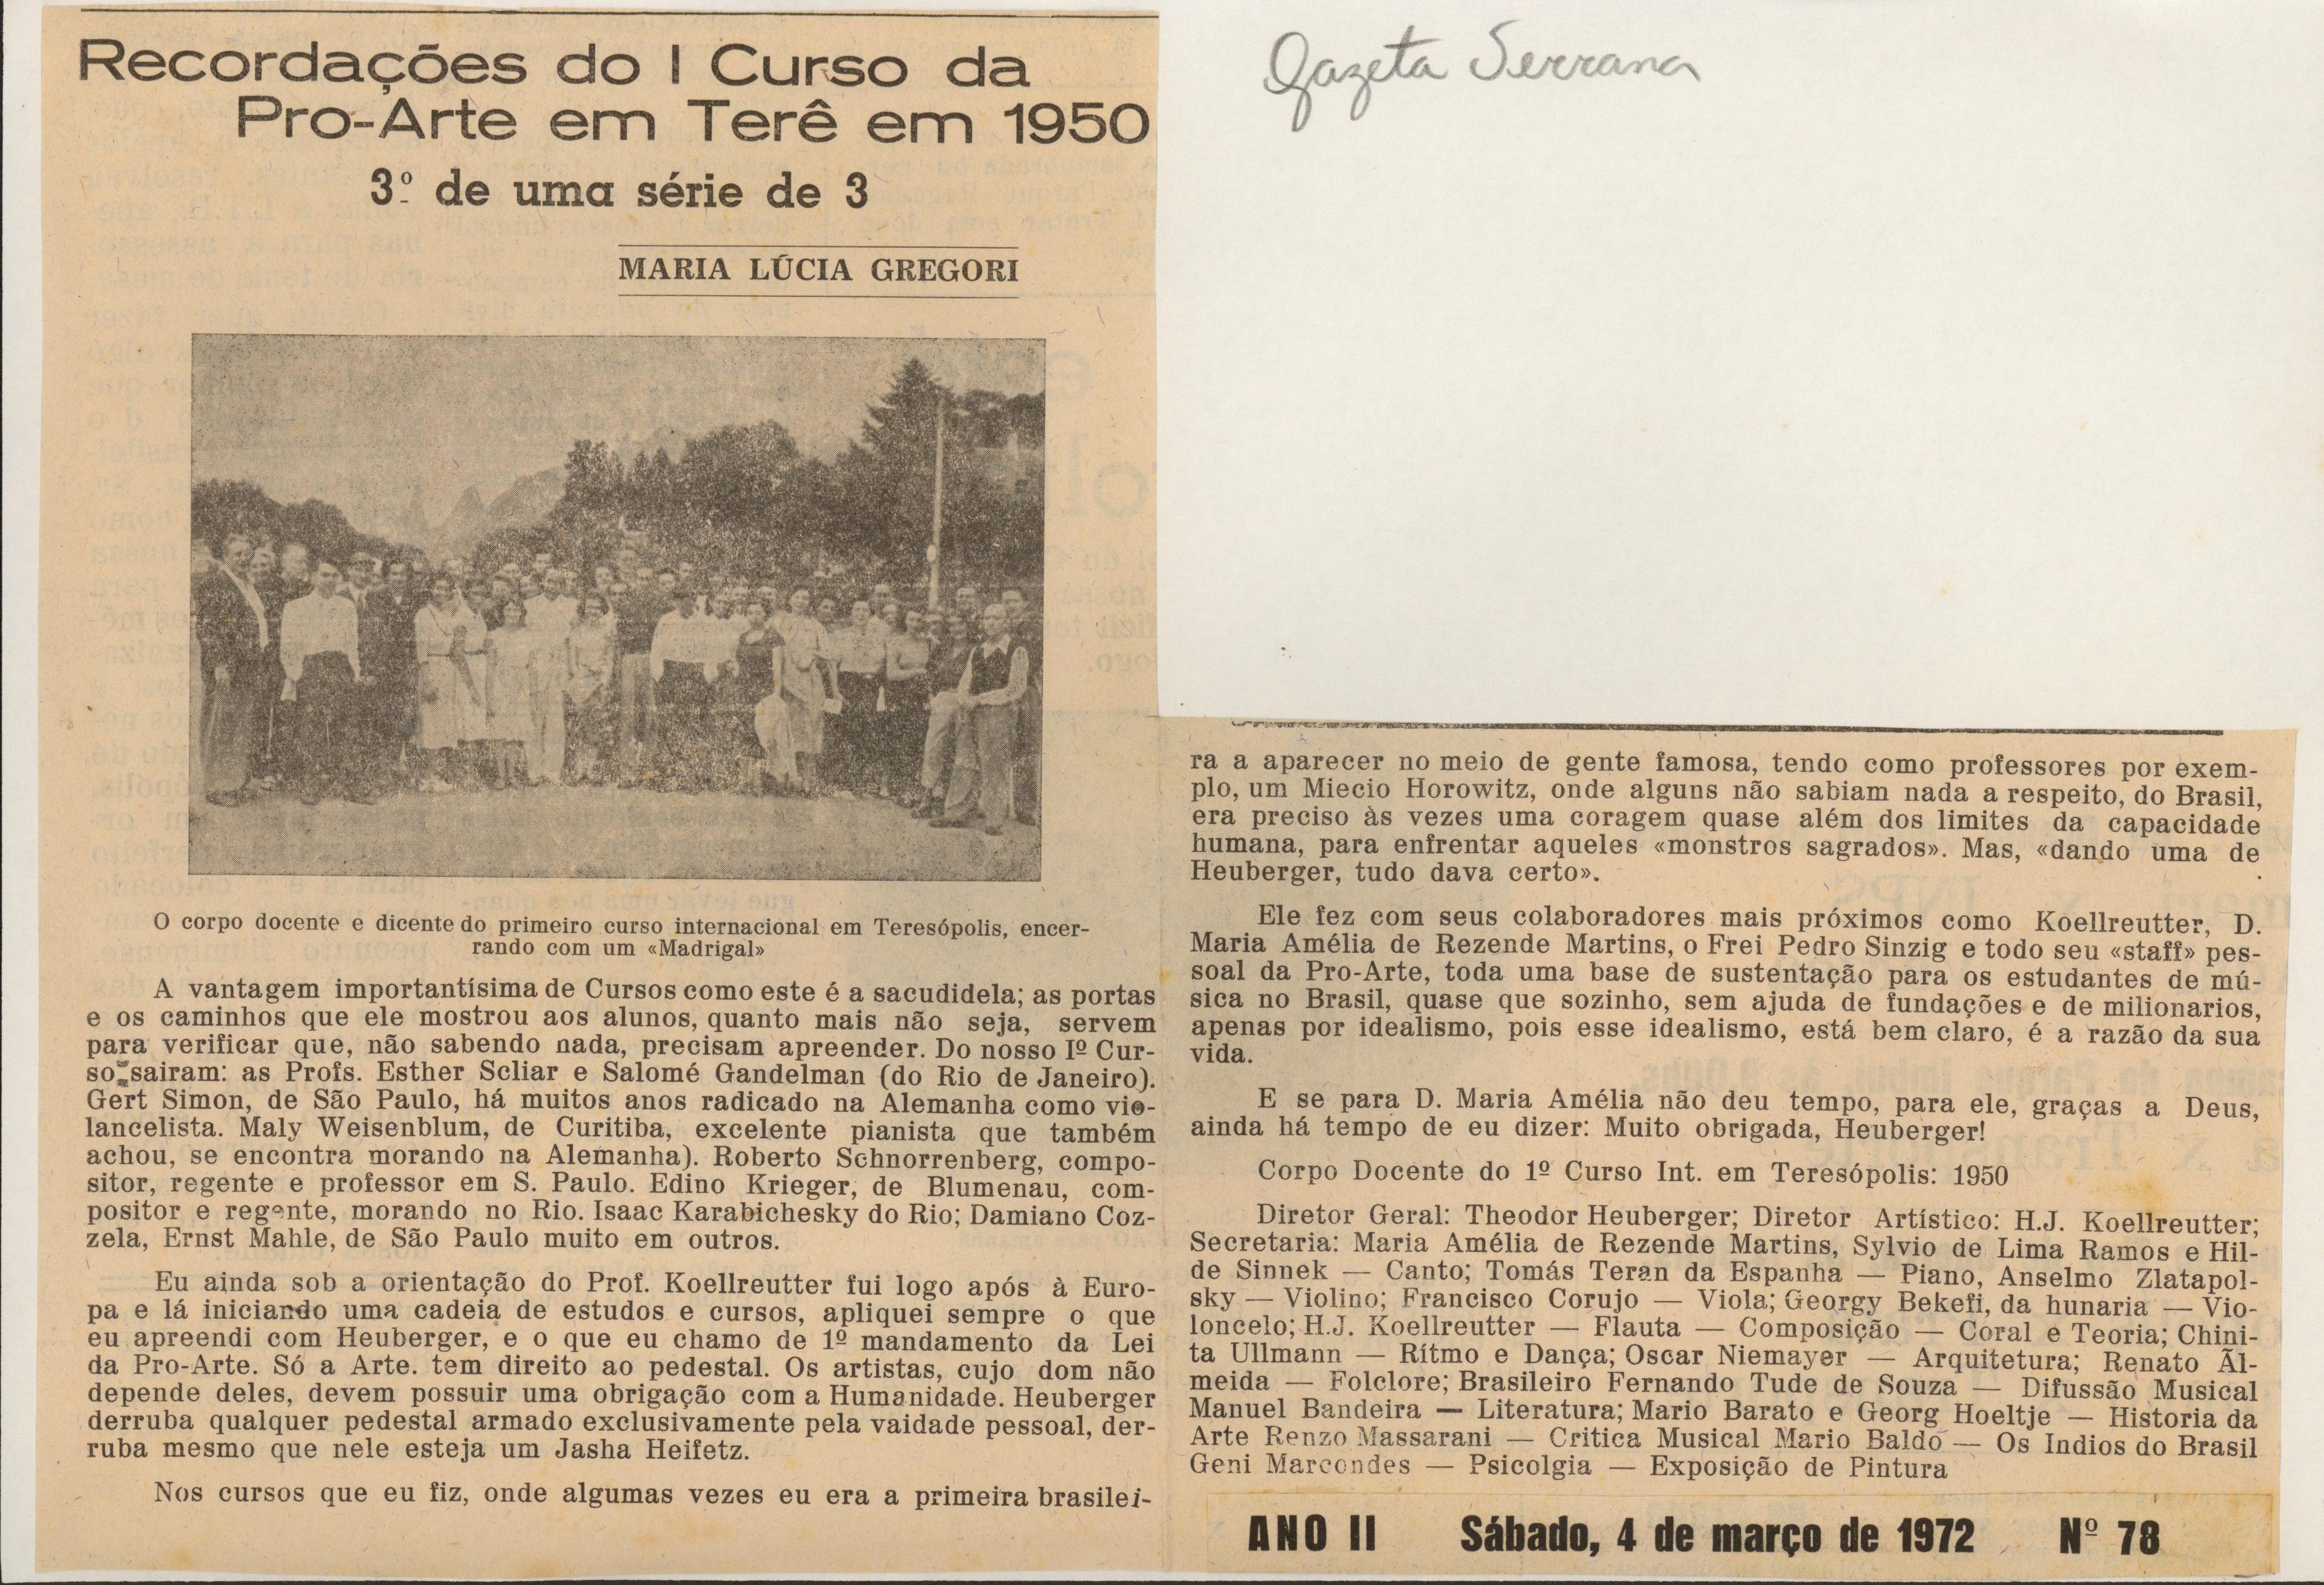 Recordações do I Curso da
Pro-Arte em Terê em 1950
3º de uma série de 3
MARIA LÚCIA GREGORI
O corpo docente e dicente do primeiro curso internacional em Teresópolis, encer-
rando com um «Madrigal»
A vantagem importantísima de Cursos como este é a sacudidela; as portas
e os caminhos que ele mostrou aos alunos, quanto mais não seja, servem
para verificar que, não sabendo nada, precisam apreender. Do nosso Iº Cur-
so sairam: as Profs. Esther Scliar e Salomé Gandelman (do Rio de Janeiro).
Gert Simon, de São Paulo, há muitos anos radicado na Alemanha como vio-
lancelista. Maly Weisenblum, de Curitiba, excelente pianista que também
achou, se encontra morando na Alemanha). Roberto Schnorrenberg, compo-
sitor, regente e professor em S. Paulo. Edino Krieger, de Blumenau, com-
positor e regente, morando no Rio. Isaac Karabichesky do Rio; Damiano Coz-
zela, Ernst Mahle, de São Paulo muito em outros.
Eu ainda sob a orientação do Prof. Koellreutter fui logo após à Euro-
pa e lá iniciando uma cadeia de estudos e cursos, apliquei sempre o que
eu apreendi com Heuberger, e o que eu chamo de 1º mandamento da Lei
da Pro-Arte. Só a Arte. tem direito ao pedestal. Os artistas, cujo dom não
depende deles, devem possuir uma obrigação com a Humanidade. Heuberger
derruba qualquer pedestal armado exclusivamente pela vaidade pessoal, der-
ruba mesmo que nele esteja um Jasha Heifetz.
Nos cursos que eu fiz, onde algumas vezes eu era a primeira brasilei-
Gazeta Serrana
ra a aparecer no meio de gente famosa, tendo como professores por exem-
plo, um Miecio Horowitz, onde alguns não sabiam nada a respeito, do Brasil,
era preciso às vezes uma coragem quase além dos limites da capacidade
humana, para enfrentar aqueles «monstros sagrados». Mas, «dando uma de
Heuberger, tudo dava certo».
Ele fez com seus colaboradores mais próximos como Koellreutter, D.
Maria Amélia de Rezende Martins, o Frei Pedro Sinzig e todo seu «staff» pes-
soal da Pro-Arte, toda uma base de sustentação para os estudantes de mú-
sica no Brasil, quase que sozinho, sem ajuda de fundações e de milionarios,
apenas por idealismo, pois esse idealismo, está bem claro, é a razão da sua
vida.
E se para D. Maria Amélia não deu tempo, para ele, graças a Deus,
ainda há tempo de eu dizer: Muito obrigada, Heuberger!
Corpo Docente do 1º Curso Int. em Teresópolis: 1950
Diretor Geral: Theodor Heuberger; Diretor Artístico: H.J. Koellreutter;
Secretaria: Maria Amélia de Rezende Martins, Sylvio de Lima Ramos e Hil-
de Sinnek — Canto; Tomás Teran da Espanha — Piano, Anselmo Zlatapol-
sky — Violino; Francisco Corujo — Viola; Georgy Bekefi, da hunaria — Vio-
loncelo; H.J. Koellreutter — Flauta — Composição — Coral e Teoria; Chini-
ta Ullmann — Rítmo e Dança; Oscar Niemayer — Arquitetura; Renato Ãl-
meida — Folclore; Brasileiro Fernando Tude de Souza — Difussão Musical
Manuel Bandeira — Literatura; Mario Barato e Georg Hoeltje — Historia da
Arte Renzo Massarani — Critica Musical Mario Baldo — Os Indios do Brasil
Geni Marcondes — Psicolgia — Exposição de Pintura
ANO II Sábado, 4 de março de 1972 Nº 78